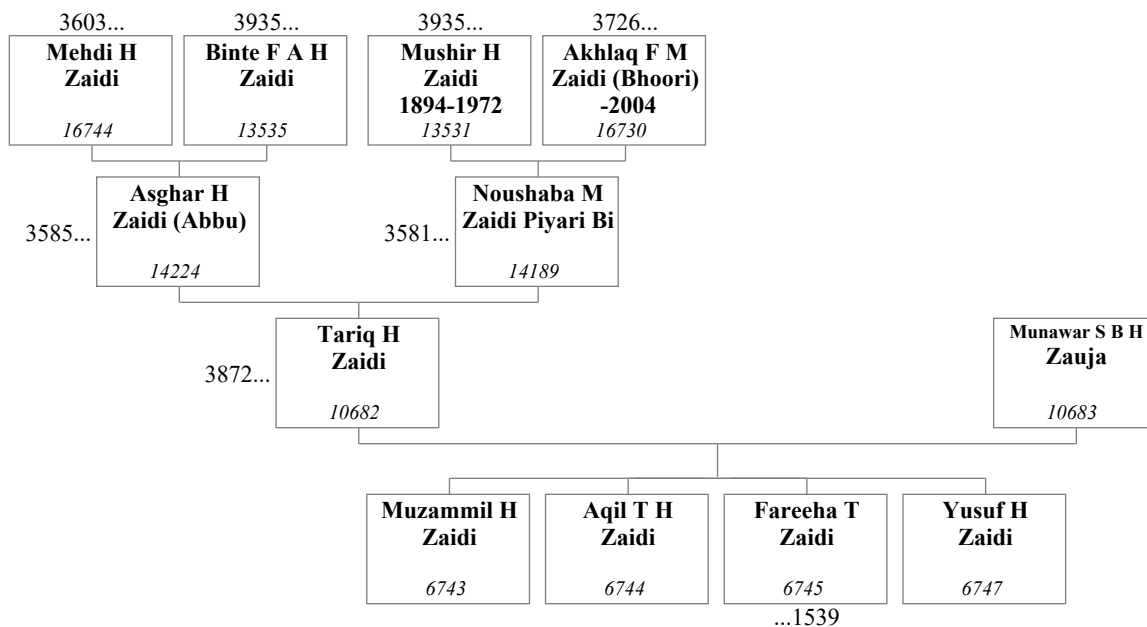 3603...
3935...
3935...
3726...
Mehdi H
Zaidi
16744
Binte F A H
Zaidi
13535
Mushir H
Zaidi
1894-1972
13531
Akhlaq F M
Zaidi (Bhoori)
-2004
16730
3585...
Asghar H
Zaidi (Abbu)
14224
3581...
Noushaba M
Zaidi Piyari Bi
14189
3872...
Tariq H
Zaidi
10682
Munawar S B H
Zauja
10683
Muzammil H
Zaidi
6743
Aqil T H
Zaidi
6744
Fareeha T
Zaidi
6745
Yusuf H
Zaidi
6747
...1539